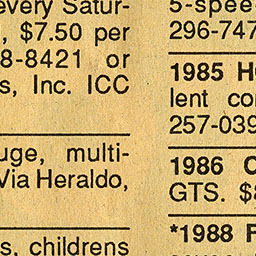 every Satur-
, $7.50 per
8-8421 or
s, Inc. ICC
uge, multi-
Via Heraldo,
s, childrens
5-spee
296-747
1985 H
lent co
257-039
1986
GTS. $
*1988